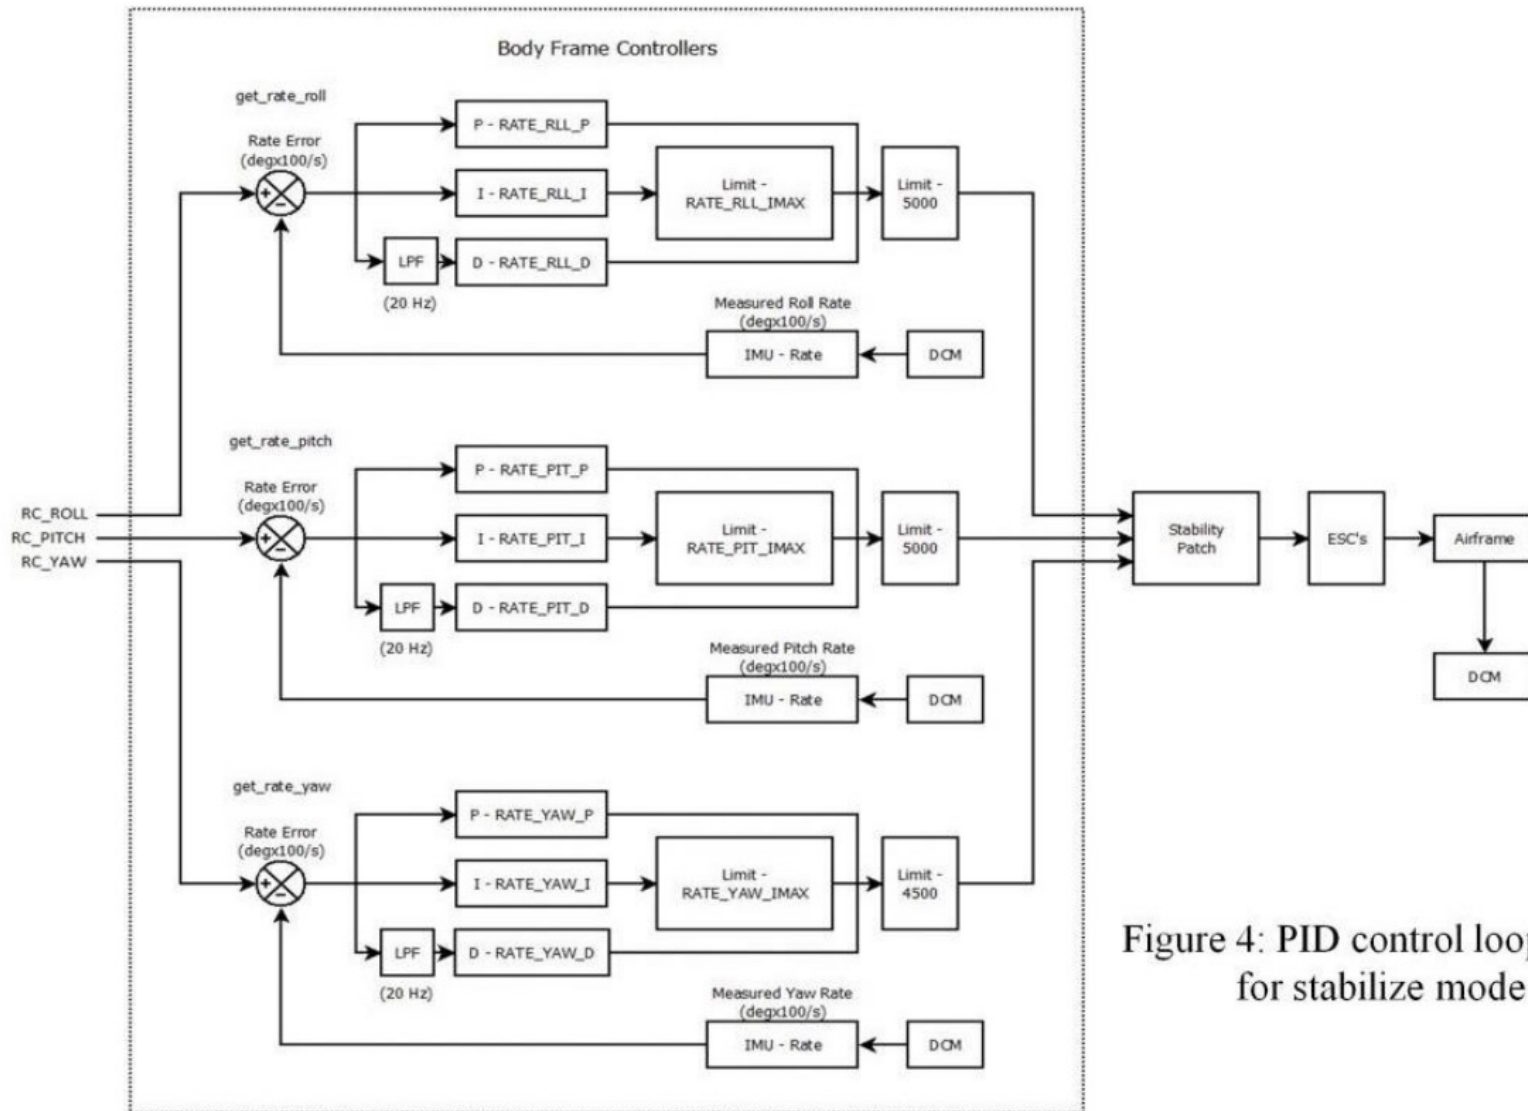 Body Frame Controllers
get_rate_roll
Rate Error
(degx100/s)
+
−
P - RATE_RLL_P
I - RATE_RLL_I
LPF
(20 Hz)
D - RATE_RLL_D
Limit -
RATE_RLL_IMAX
Limit -
5000
Measured Roll Rate
(degx100/s)
IMU - Rate
DCM
RC_ROLL
RC_PITCH
RC_YAW
get_rate_pitch
Rate Error
(degx100/s)
+
−
P - RATE_PIT_P
I - RATE_PIT_I
LPF
(20 Hz)
D - RATE_PIT_D
Limit -
RATE_PIT_IMAX
Limit -
5000
Measured Pitch Rate
(degx100/s)
IMU - Rate
DCM
get_rate_yaw
Rate Error
(degx100/s)
+
−
P - RATE_YAW_P
I - RATE_YAW_I
LPF
(20 Hz)
D - RATE_YAW_D
Limit -
RATE_YAW_IMAX
Limit -
4500
Measured Yaw Rate
(degx100/s)
IMU - Rate
DCM
Stability
Patch
ESC's
Airframe
DCM
Figure 4: PID control loop
for stabilize mode